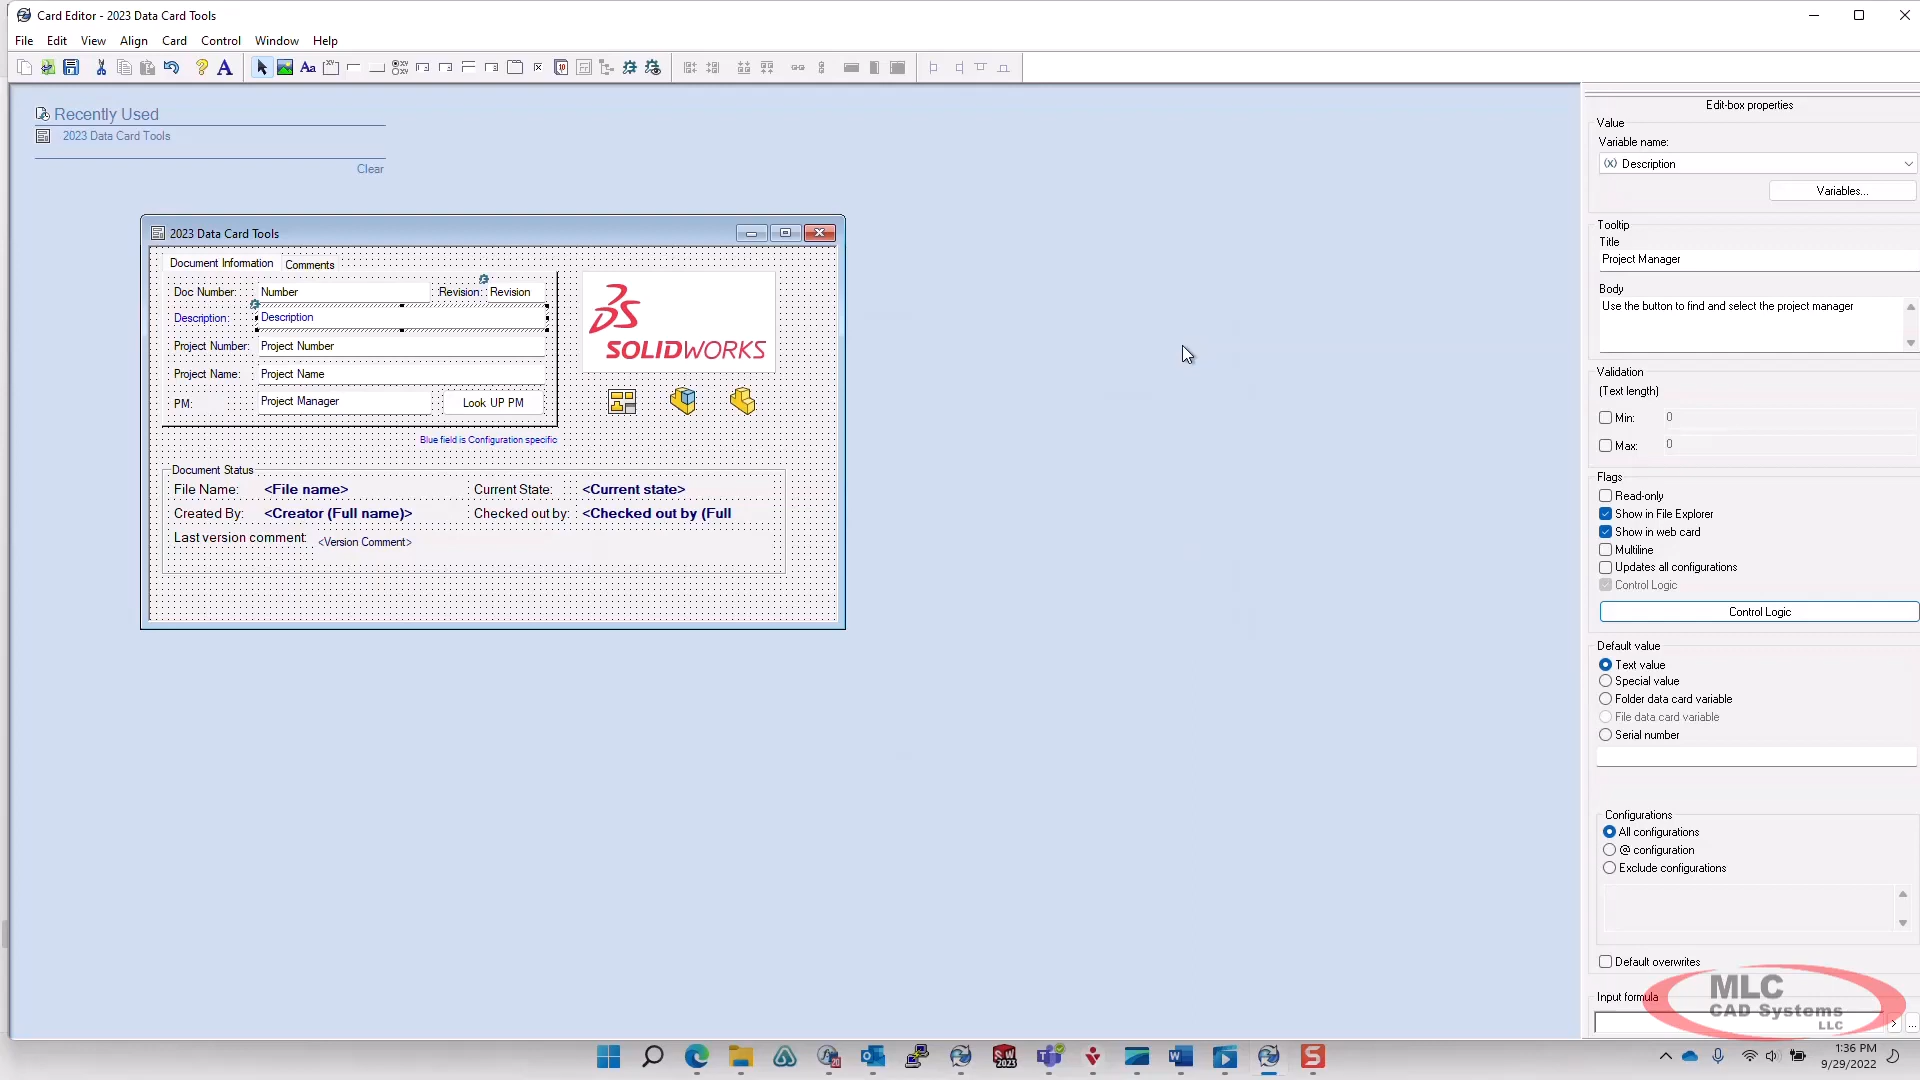 Card Editor - 2023 Data Card Tools
File Edit View Align Card Control Window Help
Recently Used
2023 Data Card Tools
Clear
2023 Data Card Tools
Document Information Comments
Doc Number: Number Revision: Revision
Description: Description
Project Number: Project Number
Project Name: Project Name
PM: Project Manager Look UP PM
Blue field is Configuration specific
SOLIDWORKS
Document Status
File Name: <File name> Current State: <Current state>
Created By: <Creator (Full name)> Checked out by: <Checked out by (Full
Last version comment: <Version Comment>
Edit-box properties
Value
Variable name:
(x) Description
Variables...
Tooltip
Title
Project Manager
Body
Use the button to find and select the project manager
Validation
(Text length)
Min: 0
Max: 0
Flags
Read-only
Show in File Explorer
Show in web card
Multiline
Updates all configurations
Control Logic
Control Logic
Default value
Text value
Special value
Folder data card variable
File data card variable
Serial number
Configurations
All configurations
@ configuration
Exclude configurations
Default overwrites
Input formula
> ...
MLC
CAD Systems
LLC
1:36 PM
9/29/2022